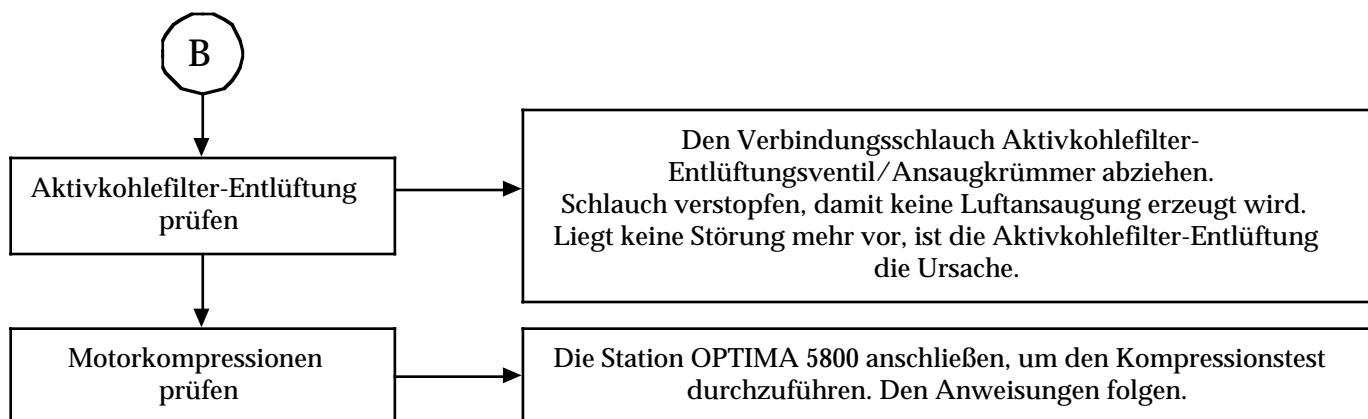 B
Aktivkohlefilter-Entlüftung
prüfen
Den Verbindungsschlauch Aktivkohlefilter-
Entlüftungsventil/Ansaugkrümmer abziehen.
Schlauch verstopfen, damit keine Luftansaugung erzeugt wird.
Liegt keine Störung mehr vor, ist die Aktivkohlefilter-Entlüftung
die Ursache.
Motorkompressionen
prüfen
Die Station OPTIMA 5800 anschließen, um den Kompressionstest
durchzuführen. Den Anweisungen folgen.